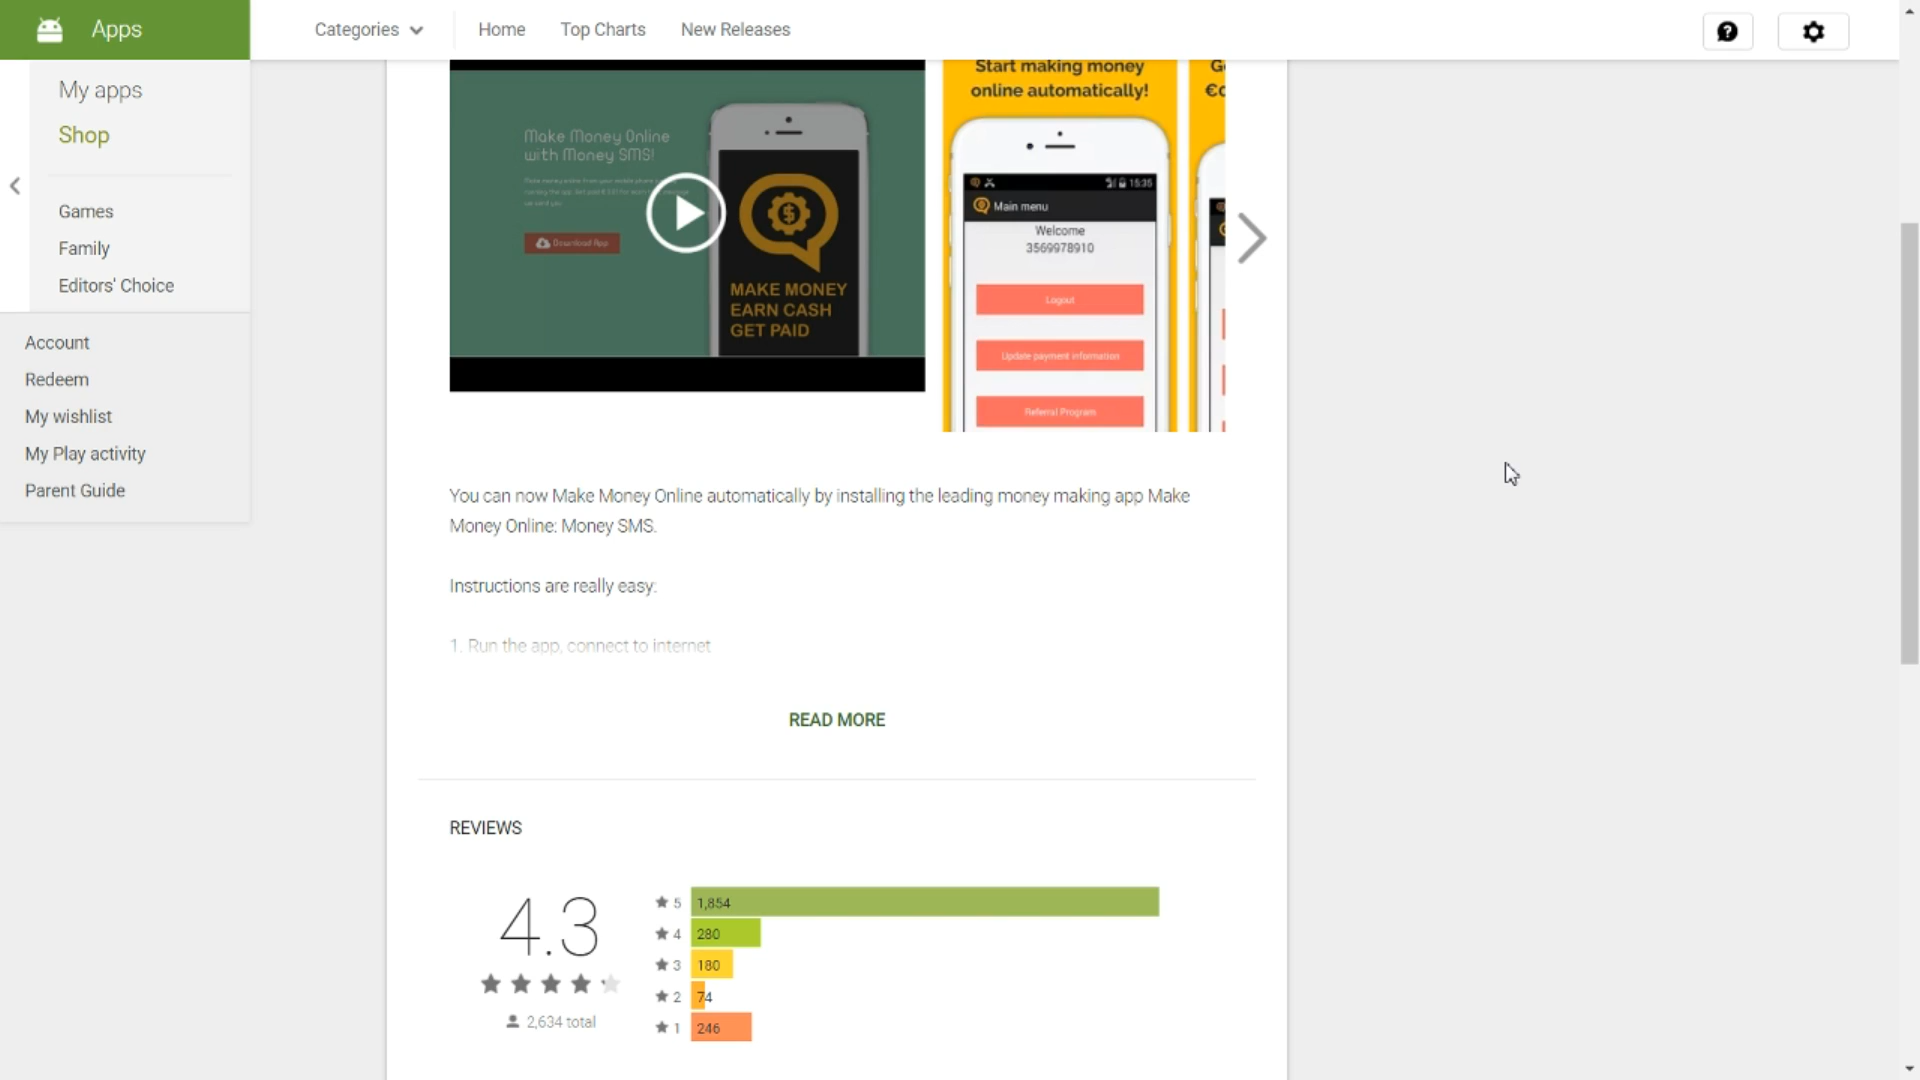 Apps
Categories
Home
Top Charts
New Releases
My apps
Shop
Games
Family
Editors' Choice
Account
Redeem
My wishlist
My Play activity
Parent Guide
Make Money Online
with Money SMS!
Download App
MAKE MONEY
EARN CASH
GET PAID
Start making money
online automatically!
15:35
Main menu
Welcome
3569978910
Logout
Update payment information
Referral Program
You can now Make Money Online automatically by installing the leading money making app Make
Money Online: Money SMS.
Instructions are really easy:
1. Run the app, connect to internet
READ MORE
REVIEWS
4.3
2,634 total
5 1,854
4 280
3 180
2 74
1 246